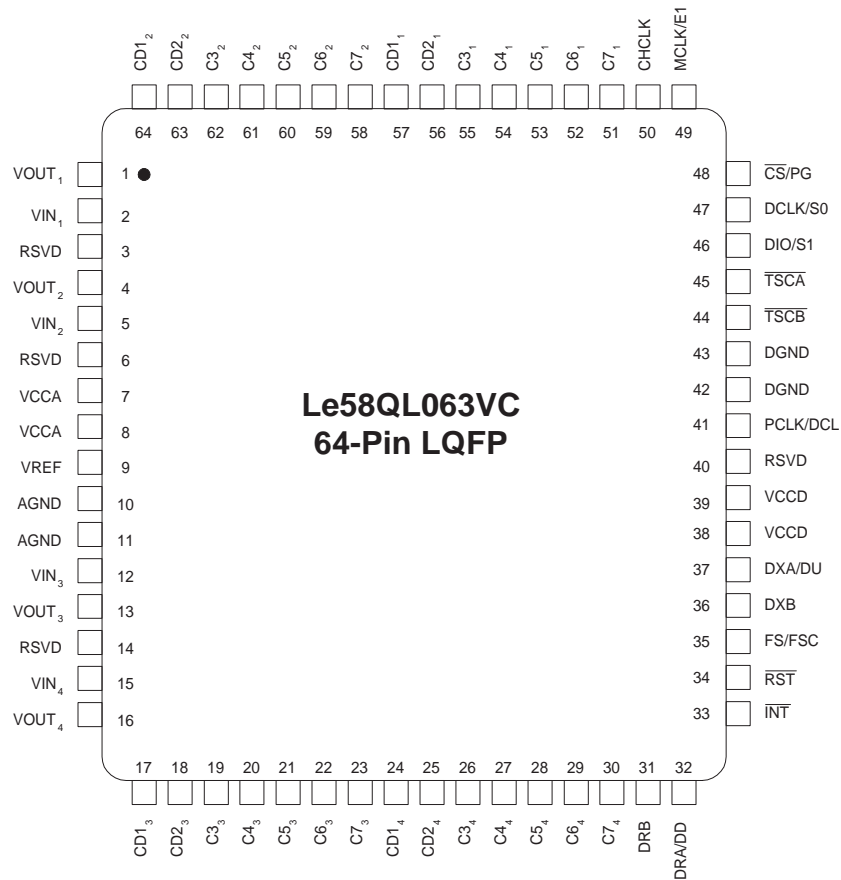 CD1₂ CD2₂ C3₂ C4₂ C5₂ C6₂ C7₂ CD1₁ CD2₁ C3₁ C4₁ C5₁ C6₁ C7₁ CHCLK MCLK/E1
64 63 62 61 60 59 58 57 56 55 54 53 52 51 50 49
VOUT₁ 1
VIN₁ 2
RSVD 3
VOUT₂ 4
VIN₂ 5
RSVD 6
VCCA 7
VCCA 8
VREF 9
AGND 10
AGND 11
VIN₃ 12
VOUT₃ 13
RSVD 14
VIN₄ 15
VOUT₄ 16
Le58QL063VC
64-Pin LQFP
48 C̅S̅/PG
47 DCLK/S0
46 DIO/S1
45 T̅S̅C̅A̅
44 T̅S̅C̅B̅
43 DGND
42 DGND
41 PCLK/DCL
40 RSVD
39 VCCD
38 VCCD
37 DXA/DU
36 DXB
35 FS/FSC
34 R̅S̅T̅
33 I̅N̅T̅
17 18 19 20 21 22 23 24 25 26 27 28 29 30 31 32
CD1₃ CD2₃ C3₃ C4₃ C5₃ C6₃ C7₃ CD1₄ CD2₄ C3₄ C4₄ C5₄ C6₄ C7₄ DRB DRA/DD